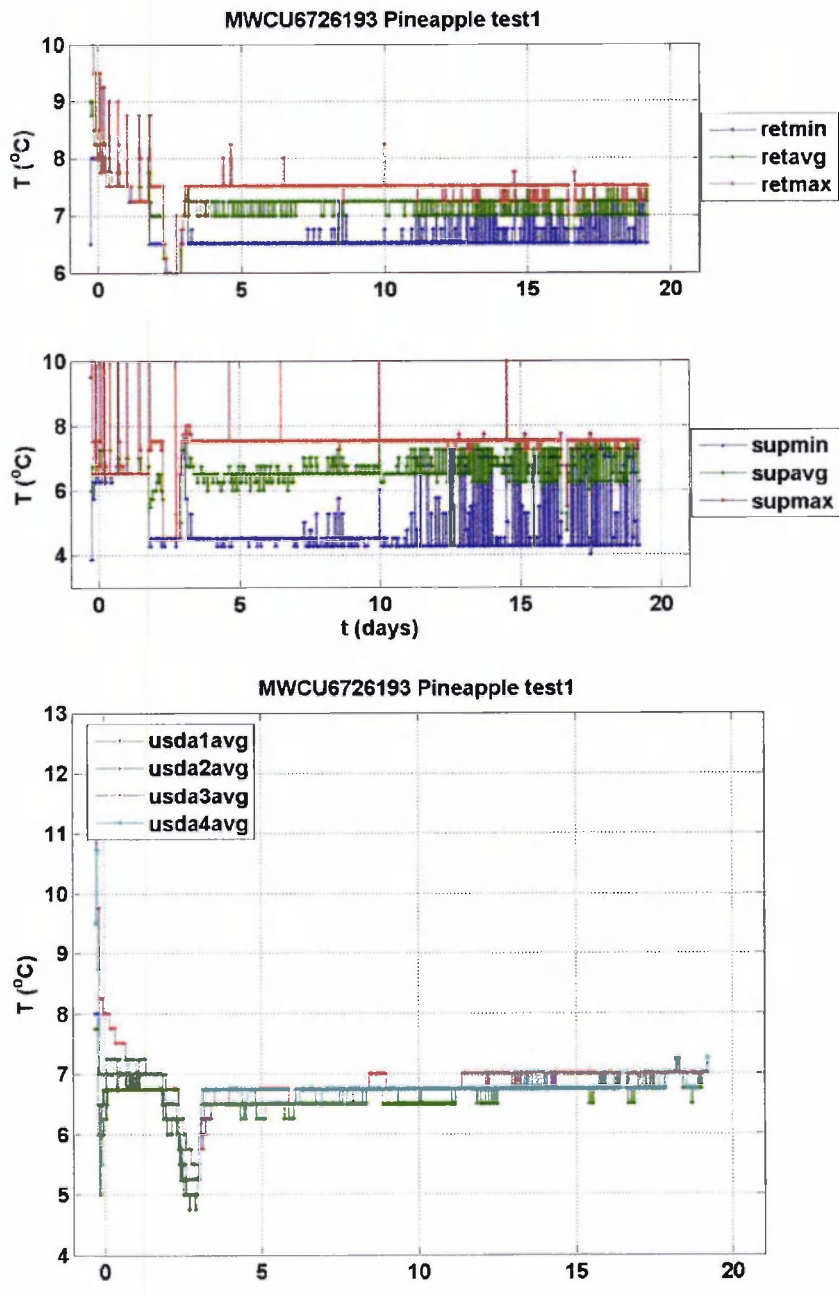 MWCU6726193 Pineapple test1
10
9
8
7
6
T (°C)
0 5 10 15 20
retmin
retavg
retmax
10
8
6
4
T (°C)
0 5 10 15 20
t (days)
supmin
supavg
supmax
MWCU6726193 Pineapple test1
13
12
11
10
9
8
7
6
5
4
T (°C)
0 5 10 15 20
usda1avg
usda2avg
usda3avg
usda4avg